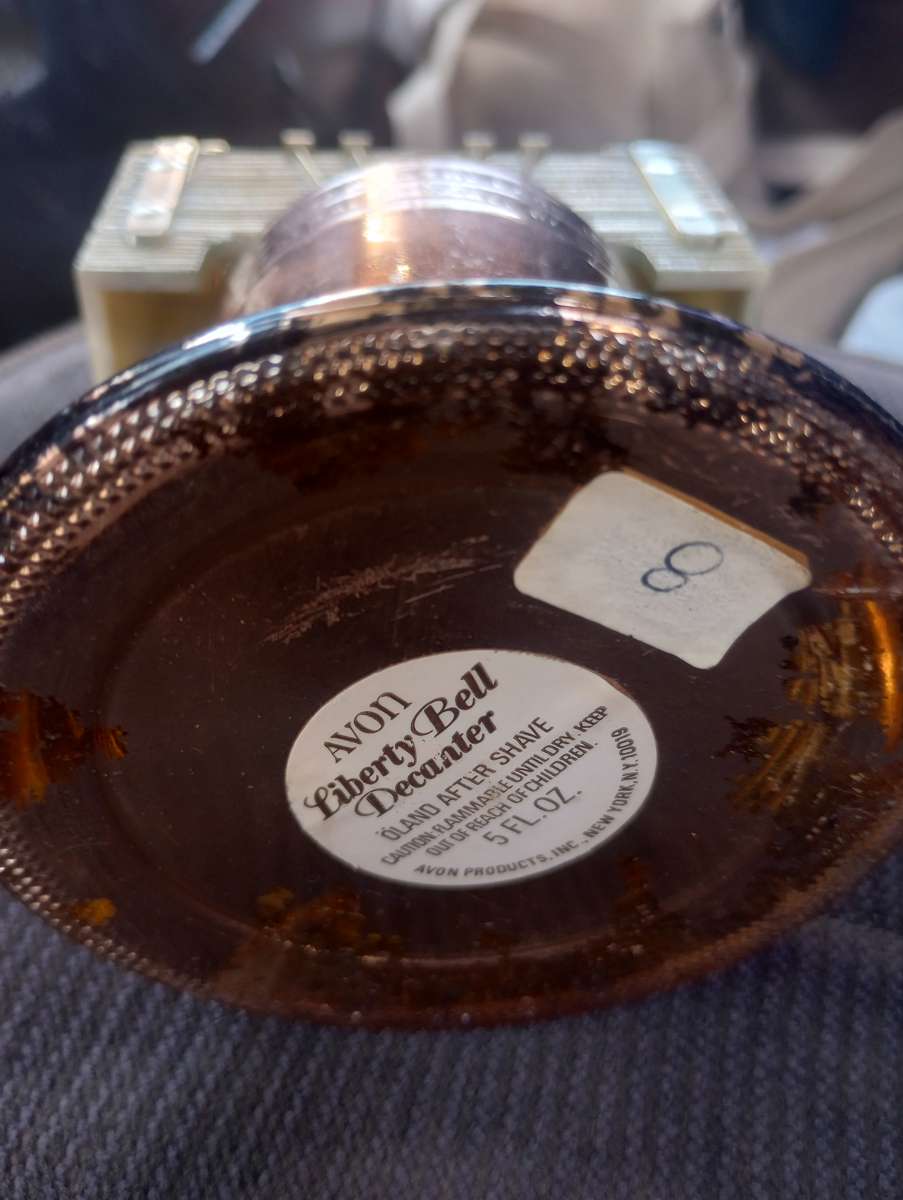 8
AVON
Liberty Bell
Decanter
ÖLAND AFTER SHAVE
CAUTION: FLAMMABLE UNTIL DRY. KEEP
OUT OF REACH OF CHILDREN.
5 FL. OZ.
AVON PRODUCTS, INC., NEW YORK, N.Y. 10019